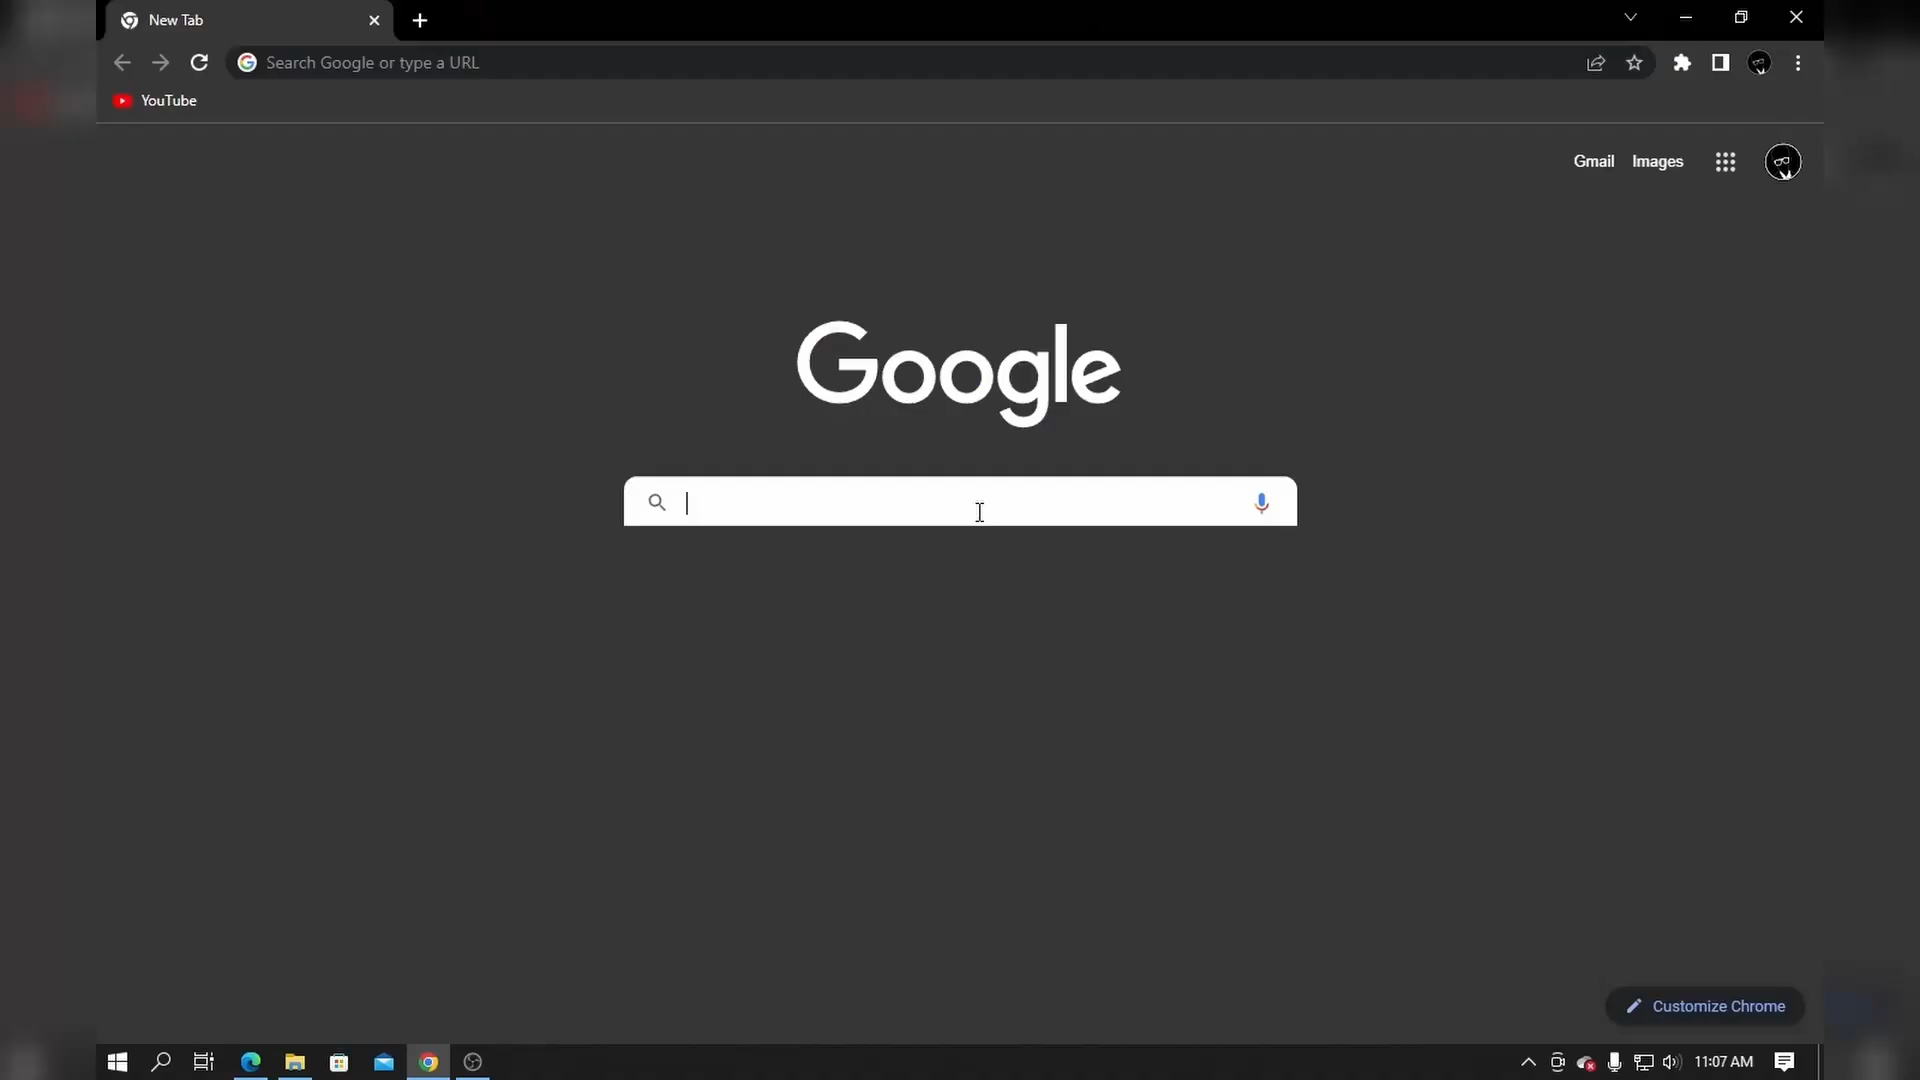 New Tab
Search Google or type a URL
YouTube
Gmail Images
Google
Customize Chrome
11:07 AM